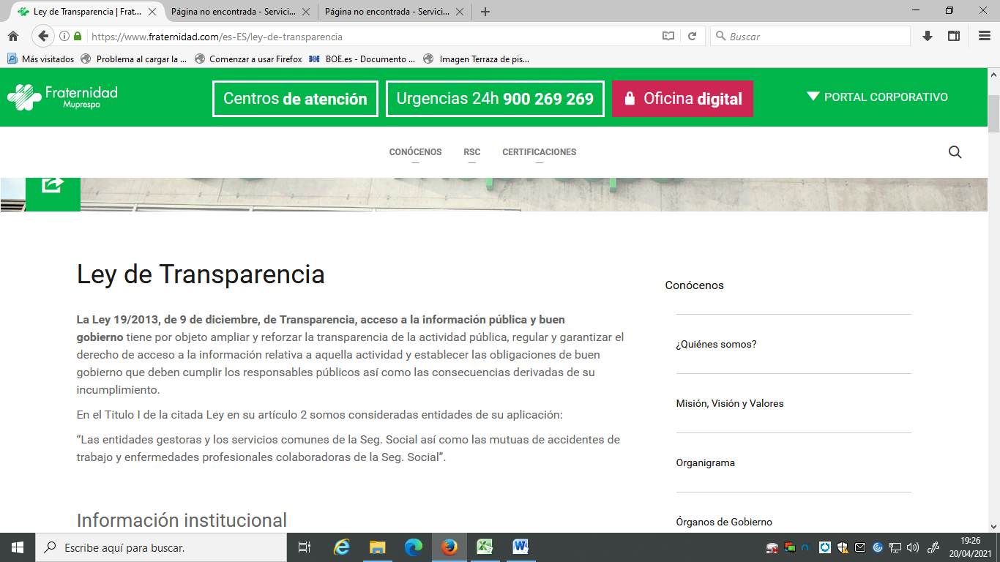 Ley de Transparencia | Frat...
Página no encontrada - Servici...
Página no encontrada - Servici...
https://www.fraternidad.com/es-ES/ley-de-transparencia
Buscar
Más visitados
Problema al cargar la ...
Comenzar a usar Firefox
BOE.es - Documento ...
Imagen Terraza de pis...
Fraternidad
Muprespa
Centros de atención
Urgencias 24h 900 269 269
Oficina digital
PORTAL CORPORATIVO
CONÓCENOS
RSC
CERTIFICACIONES
Ley de Transparencia
La Ley 19/2013, de 9 de diciembre, de Transparencia, acceso a la información pública y buen
gobierno tiene por objeto ampliar y reforzar la transparencia de la actividad pública, regular y garantizar el
derecho de acceso a la información relativa a aquella actividad y establecer las obligaciones de buen
gobierno que deben cumplir los responsables públicos así como las consecuencias derivadas de su
incumplimiento.
En el Titulo I de la citada Ley en su artículo 2 somos consideradas entidades de su aplicación:
“Las entidades gestoras y los servicios comunes de la Seg. Social así como las mutuas de accidentes de
trabajo y enfermedades profesionales colaboradoras de la Seg. Social”.
Información institucional
Conócenos
¿Quiénes somos?
Misión, Visión y Valores
Organigrama
Órganos de Gobierno
Escribe aquí para buscar.
19:26
20/04/2021